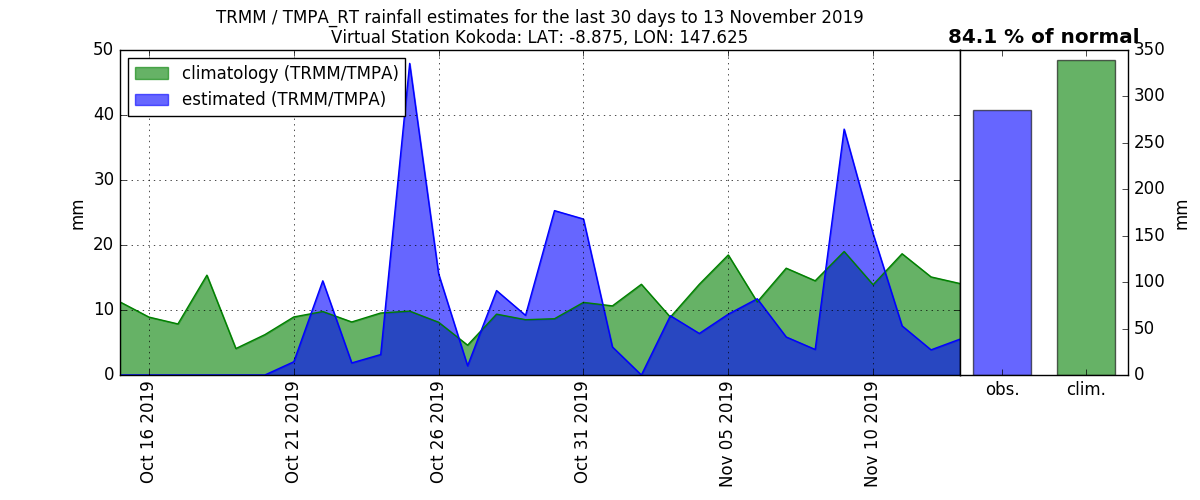 TRMM / TMPA_RT rainfall estimates for the last 30 days to 13 November 2019
Virtual Station Kokoda: LAT: -8.875, LON: 147.625
84.1 % of normal
climatology (TRMM/TMPA)
estimated (TRMM/TMPA)
mm
50
40
30
20
10
0
Oct 16 2019
Oct 21 2019
Oct 26 2019
Oct 31 2019
Nov 05 2019
Nov 10 2019
obs.
clim.
350
300
250
200
150
100
50
0
mm